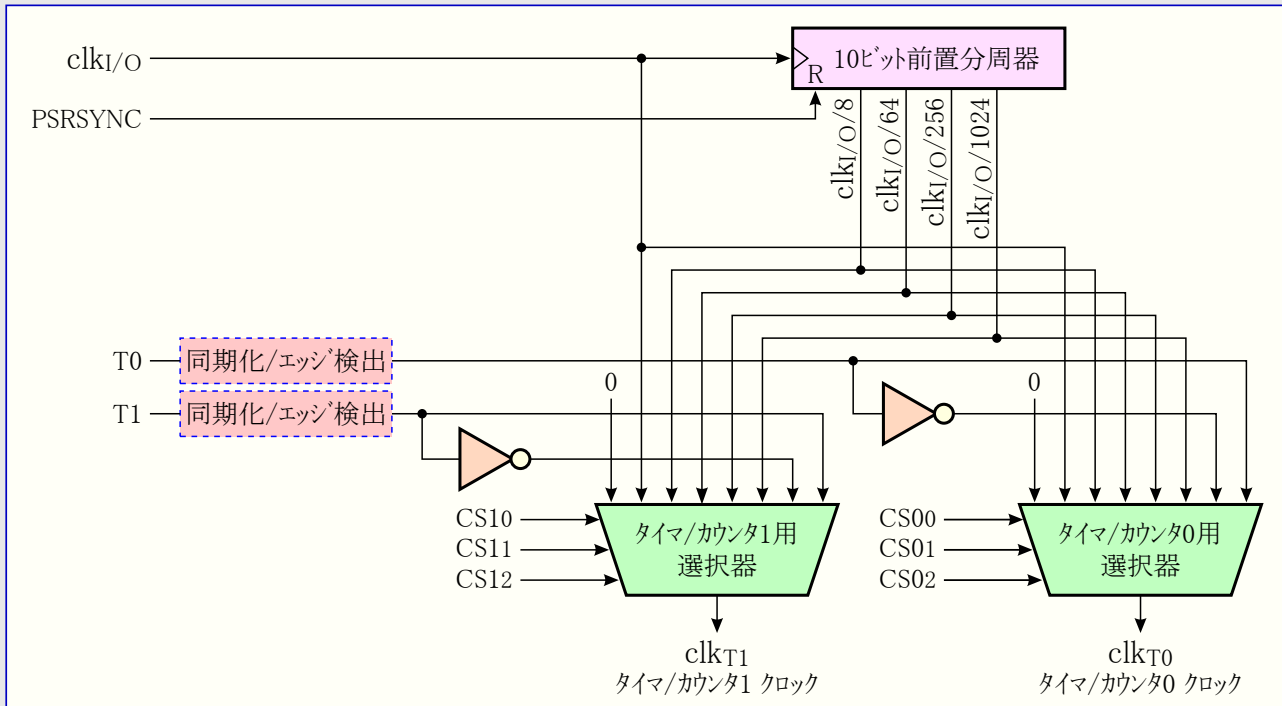 clkI/O
10ビット前置分周器
R
PSRSYNC
clkI/O/8
clkI/O/64
clkI/O/256
clkI/O/1024
T0
同期化/エッジ検出
T1
同期化/エッジ検出
0
0
CS10
CS11
CS12
タイマ/カウンタ1用
選択器
CS00
CS01
CS02
タイマ/カウンタ0用
選択器
clkT1
タイマ/カウンタ1 クロック
clkT0
タイマ/カウンタ0 クロック